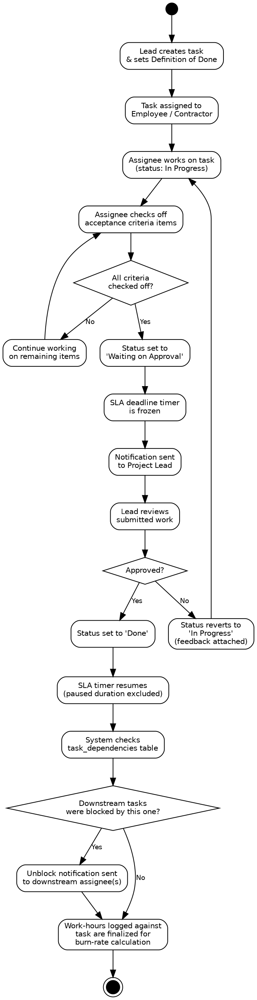 Lead creates task
& sets Definition of Done
Task assigned to
Employee / Contractor
Assignee works on task
(status: In Progress)
Assignee checks off
acceptance criteria items
All criteria
checked off?
No
Yes
Continue working
on remaining items
Status set to
'Waiting on Approval'
SLA deadline timer
is frozen
Notification sent
to Project Lead
Lead reviews
submitted work
Approved?
Yes
No
Status set to 'Done'
Status reverts to
'In Progress'
(feedback attached)
SLA timer resumes
(paused duration excluded)
System checks
task_dependencies table
Downstream tasks
were blocked by this one?
Yes
No
Unblock notification sent
to downstream assignee(s)
Work-hours logged against
task are finalized for
burn-rate calculation